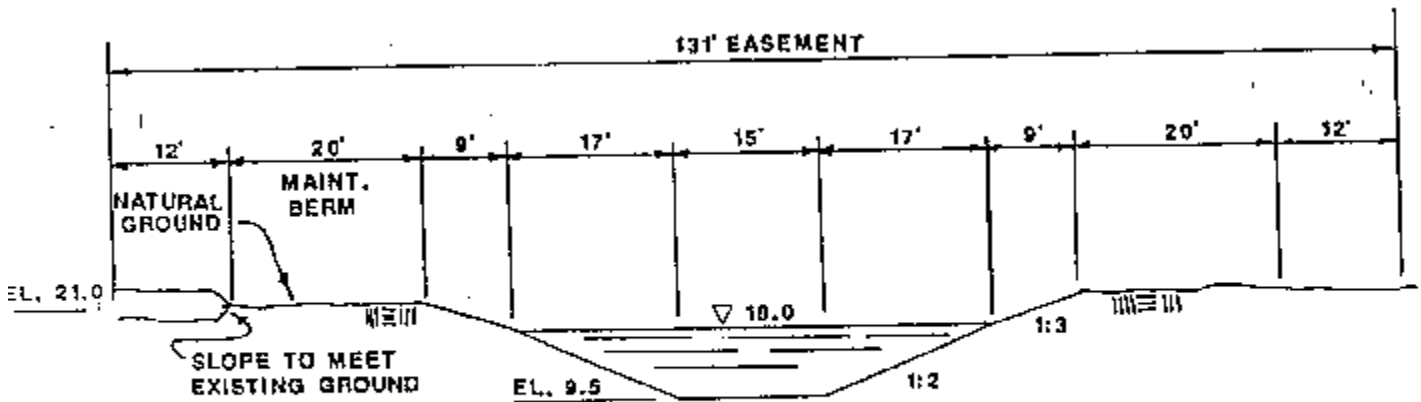 131' EASEMENT
12' 20' 9' 17' 15' 17' 9' 20' 12'
MAINT.
BERM
NATURAL
GROUND
EL. 21.0
18.0
1:3
SLOPE TO MEET
EXISTING GROUND
EL. 9.5
1:2